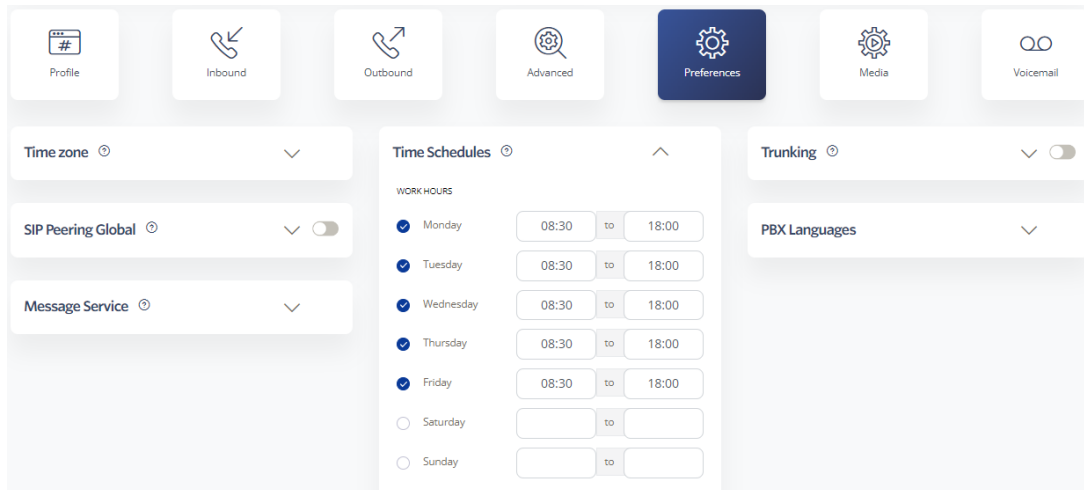 #
Profile
Inbound
Outbound
Advanced
Preferences
Media
Voicemail
Time zone ?
SIP Peering Global ?
Message Service ?
Time Schedules ?
WORK HOURS
Monday 08:30 to 18:00
Tuesday 08:30 to 18:00
Wednesday 08:30 to 18:00
Thursday 08:30 to 18:00
Friday 08:30 to 18:00
Saturday to
Sunday to
Trunking ?
PBX Languages